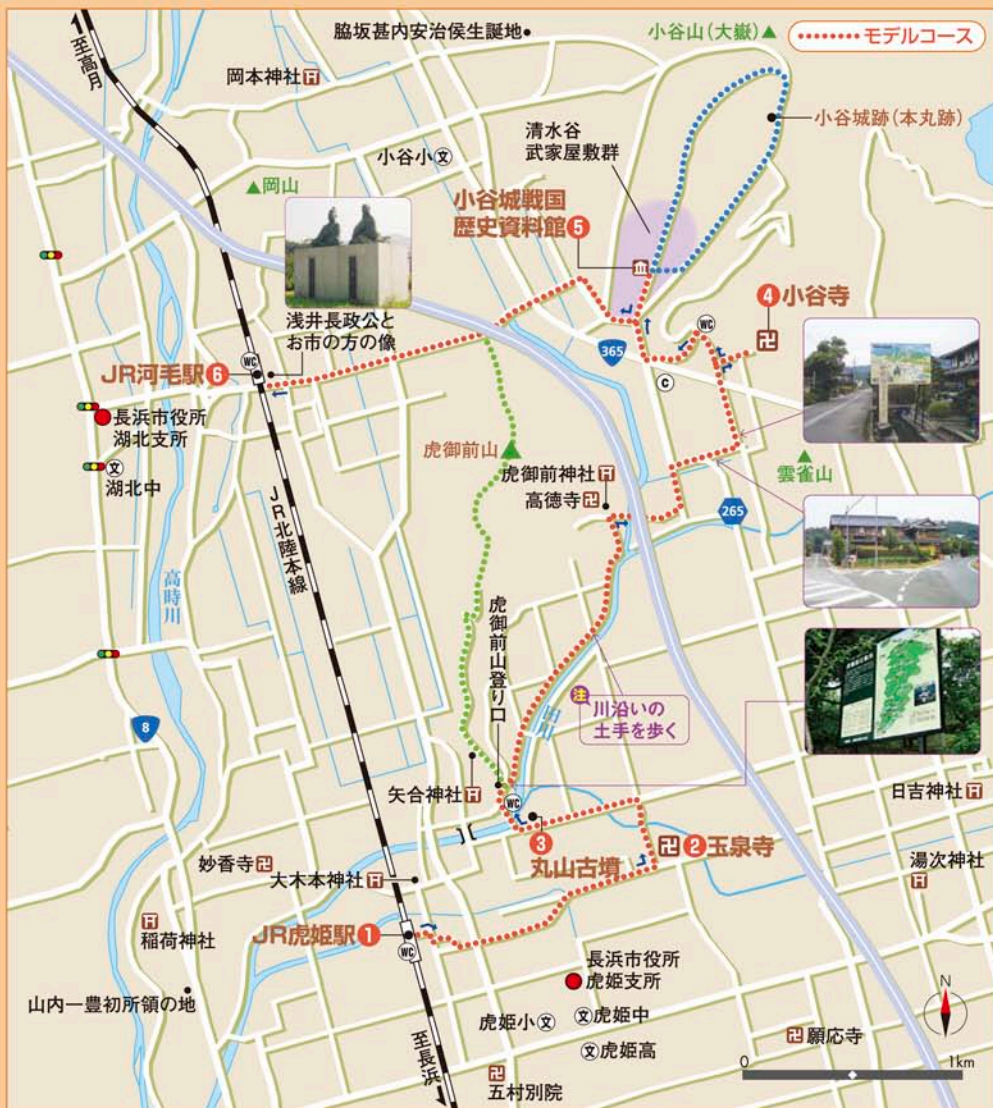 至高月
脇坂甚内安治侯生誕地
小谷山(大嶽)
モデルコース
岡本神社
小谷城跡(本丸跡)
清水谷
武家屋敷群
小谷小
文
岡山
小谷城戦国
歴史資料館
5
4
小谷寺
WC
浅井長政公と
お市の方の像
365
WC
JR河毛駅
6
C
長浜市役所
湖北支所
虎御前山
雲雀山
文
湖北中
虎御前神社
高徳寺
265
JR北陸本線
高時川
虎御前山登り口
注
川沿いの
土手を歩く
田川
8
矢合神社
WC
日吉神社
3
丸山古墳
2
玉泉寺
妙香寺
大木本神社
湯次神社
稲荷神社
JR虎姫駅
1
WC
長浜市役所
虎姫支所
山内一豊初所領の地
虎姫小
文
文
虎姫中
文
虎姫高
N
願応寺
至長浜
五村別院
0
1km